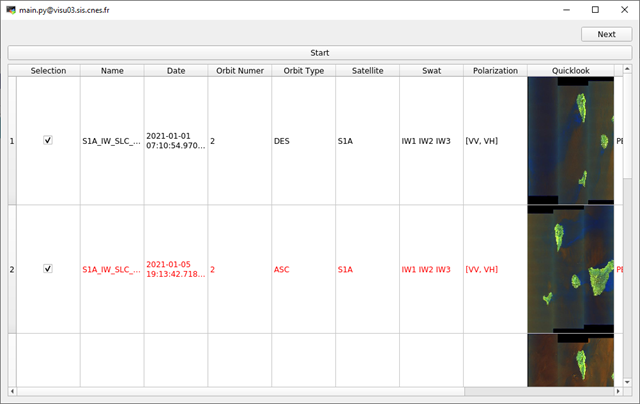 main.py@visu03.sis.cnes.fr
Next
Start
Selection Name Date Orbit Numer Orbit Type Satellite Swat Polarization Quicklook
1 S1A_IW_SLC_... 2021-01-01 07:10:54.970... 2 DES S1A IW1 IW2 IW3 [VV, VH] PE
2 S1A_IW_SLC_... 2021-01-05 19:13:42.718... 2 ASC S1A IW1 IW2 IW3 [VV, VH] PE